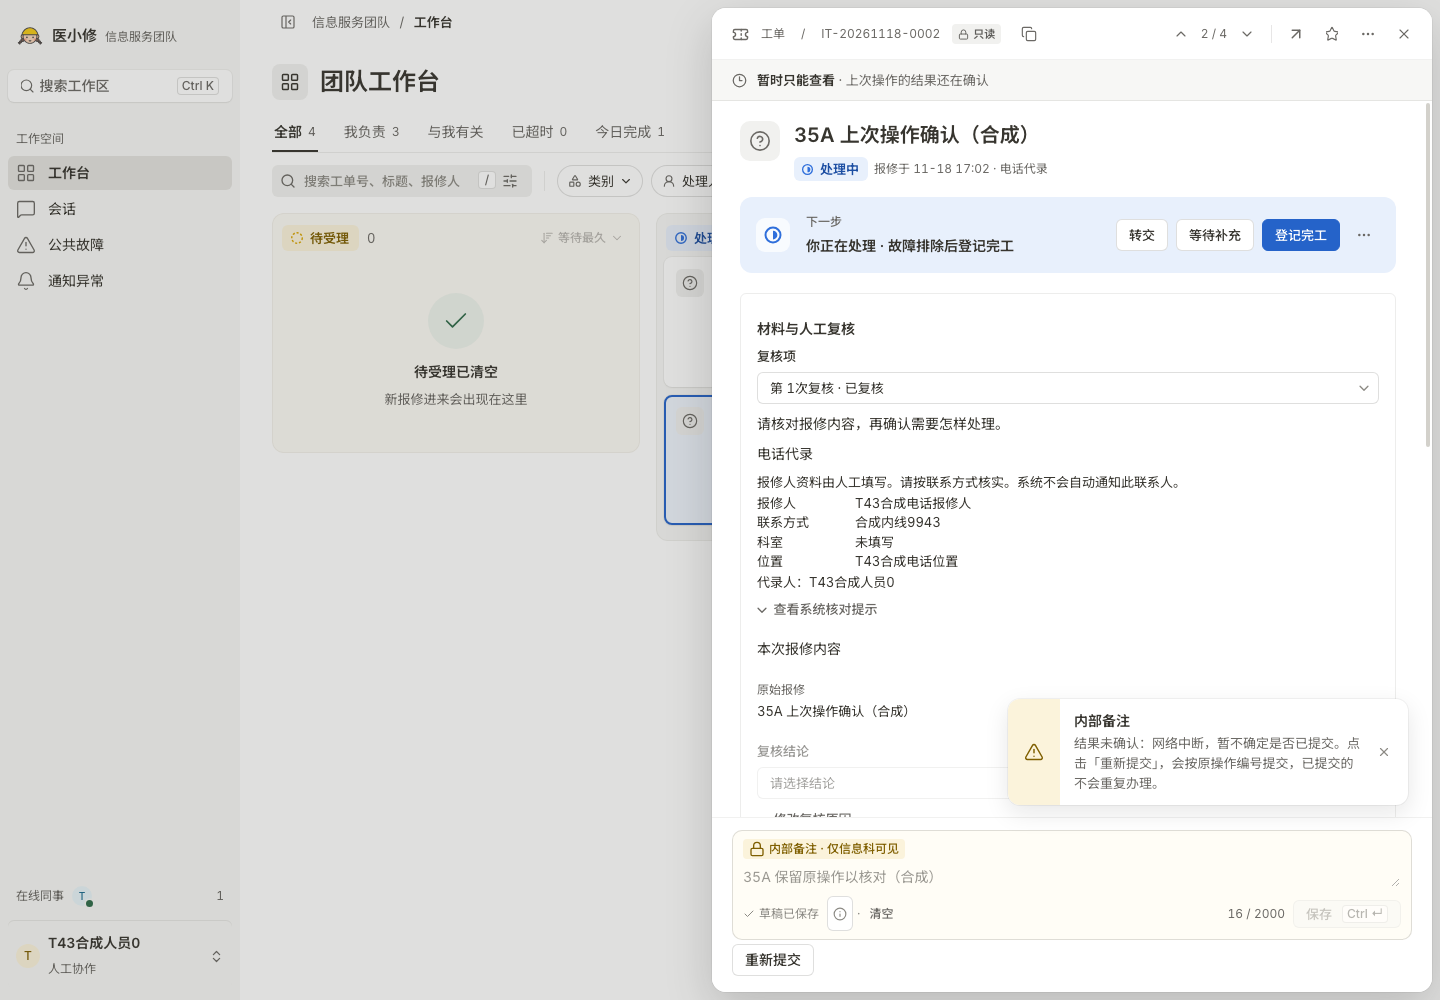 医小修 信息服务团队
搜索工作区 Ctrl K
工作空间
工作台
会话
公共故障
通知异常
在线同事 T 1
T T43合成人员0
人工协作
信息服务团队 / 工作台
团队工作台
全部 4 我负责 3 与我有关 已超时 0 今日完成 1
搜索工单号、标题、报修人 / 类别 处理
待受理 0 等待最久
待受理已清空
新报修进来会出现在这里
工单 / IT-20261118-0002 只读 2 / 4
暂时只能查看 · 上次操作的结果还在确认
35A 上次操作确认（合成）
处理中 报修于 11-18 17:02 · 电话代录
下一步
你正在处理 · 故障排除后登记完工
转交 等待补充 登记完工
材料与人工复核
复核项
第 1次复核 · 已复核
请核对报修内容，再确认需要怎样处理。
电话代录
报修人资料由人工填写。请按联系方式核实。系统不会自动通知此联系人。
报修人 T43合成电话报修人
联系方式 合成内线9943
科室 未填写
位置 T43合成电话位置
代录人：T43合成人员0
查看系统核对提示
本次报修内容
原始报修
35A 上次操作确认（合成）
复核结论
请选择结论
内部备注
结果未确认：网络中断，暂不确定是否已提交。点
击「重新提交」，会按原操作编号提交，已提交的
不会重复办理。
内部备注 · 仅信息科可见
35A 保留原操作以核对（合成）
草稿已保存 · 清空 16 / 2000 保存 Ctrl ↵
重新提交